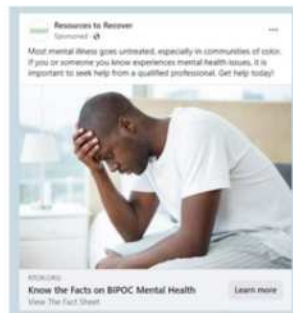 Resources to Recover
Sponsored
Most mental illness goes untreated, especially in communities of color.
If you or someone you know experiences mental health issues, it is
important to seek help from a qualified professional. Get help today!
RTOR.ORG
Know the Facts on BIPOC Mental Health
View The Fact Sheet
Learn more